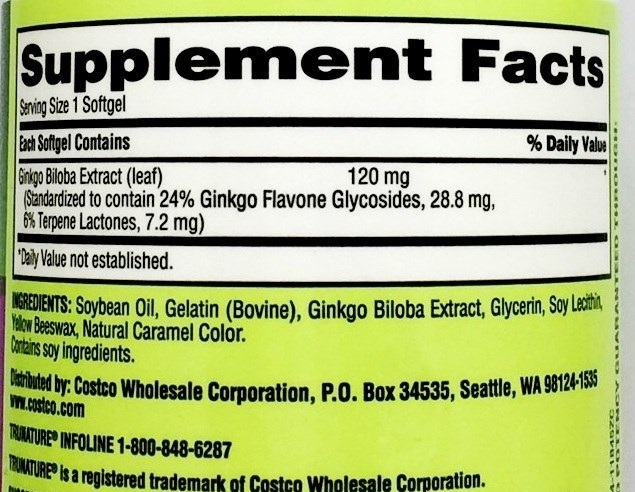 Supplement Facts
Serving Size 1 Softgel
Each Softgel Contains % Daily Value
Ginkgo Biloba Extract (leaf) 120 mg *
(Standardized to contain 24% Ginkgo Flavone Glycosides, 28.8 mg,
6% Terpene Lactones, 7.2 mg)
*Daily Value not established.
INGREDIENTS: Soybean Oil, Gelatin (Bovine), Ginkgo Biloba Extract, Glycerin, Soy Lecithin,
Yellow Beeswax, Natural Caramel Color.
Contains soy ingredients.
Distributed by: Costco Wholesale Corporation, P.O. Box 34535, Seattle, WA 98124-1535
www.costco.com
TRUNATURE® INFOLINE 1-800-848-6287
TRUNATURE® is a registered trademark of Costco Wholesale Corporation.
POTENCY GUARANTEED THROUGH: